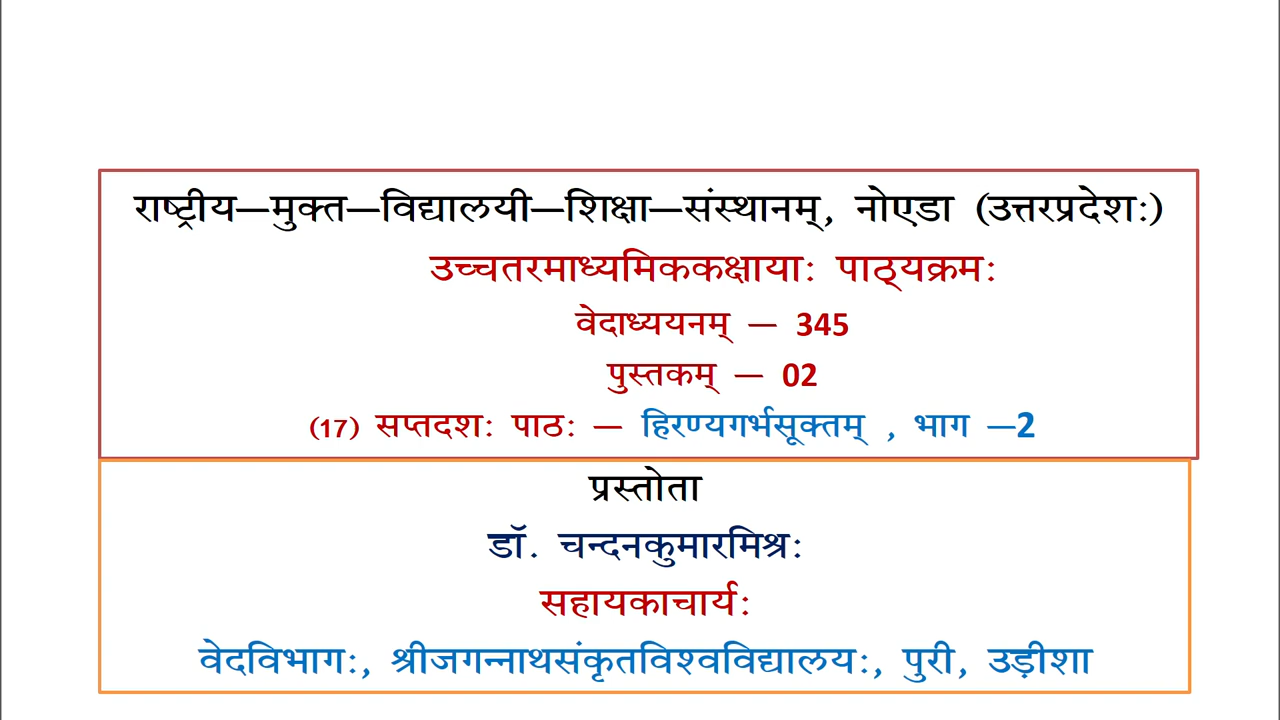 राष्ट्रीय—मुक्त—विद्यालयी—शिक्षा—संस्थानम्, नोएडा (उत्तरप्रदेशः)
उच्चतरमाध्यमिककक्षायाः पाठ्यक्रमः
वेदाध्ययनम् — 345
पुस्तकम् — 02
(17) सप्तदशः पाठः — हिरण्यगर्भसूक्तम् , भाग —2
प्रस्तोता
डॉ. चन्दनकुमारमिश्रः
सहायकाचार्यः
वेदविभागः, श्रीजगन्नाथसंकृतविश्वविद्यालयः, पुरी, उड़ीशा